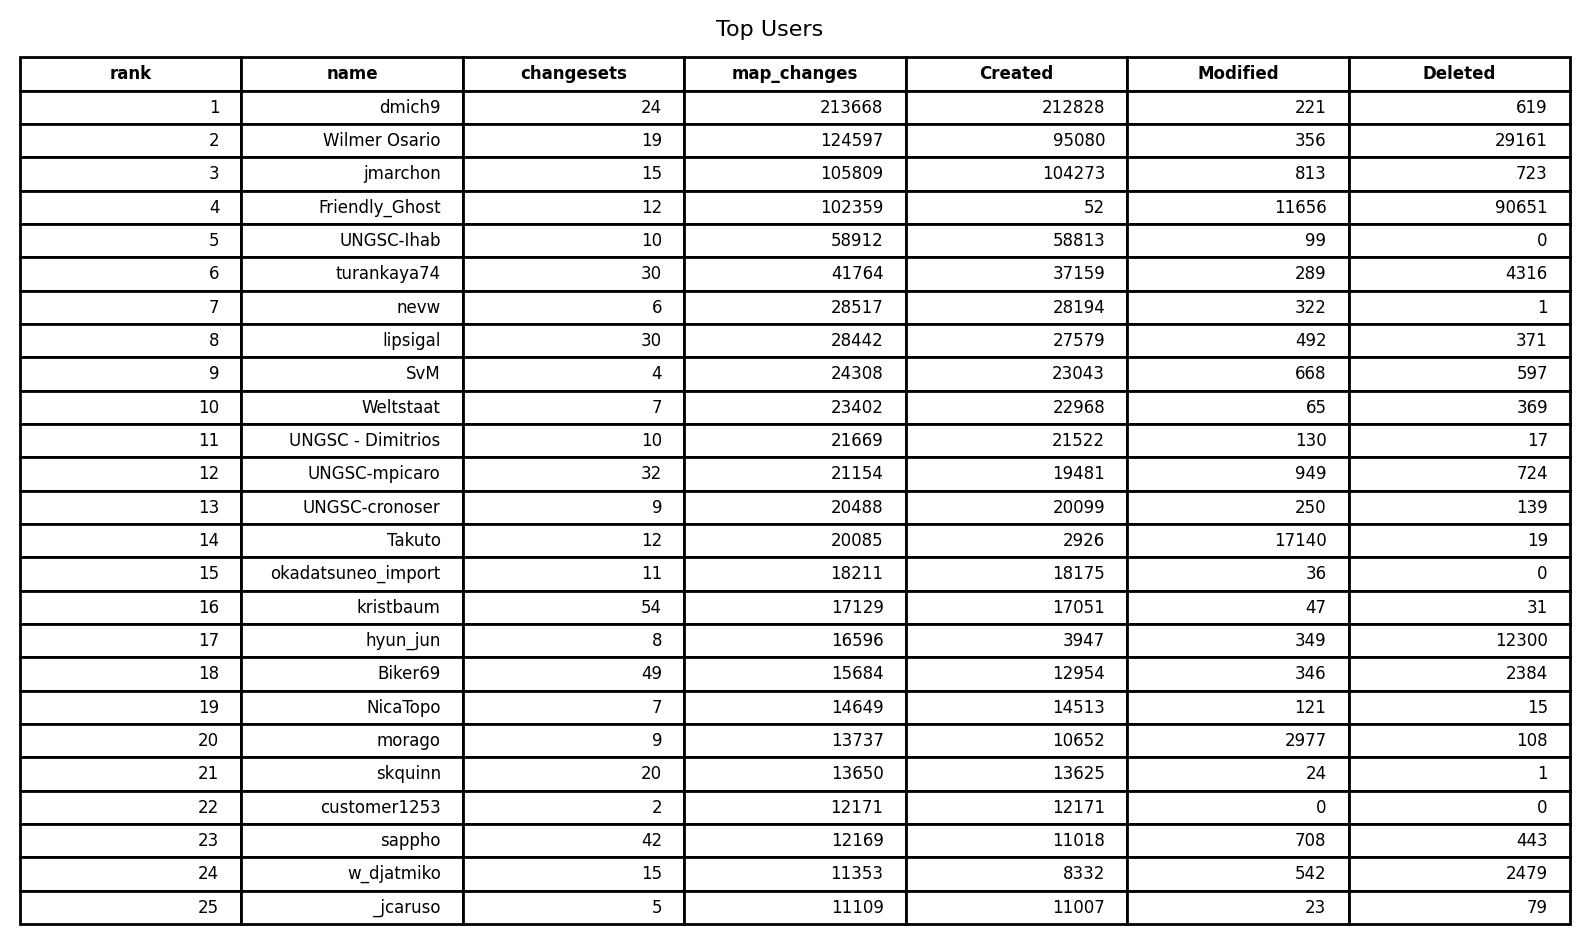 Top Users
rank name changesets map_changes Created Modified Deleted
1 dmich9 24 213668 212828 221 619
2 Wilmer Osario 19 124597 95080 356 29161
3 jmarchon 15 105809 104273 813 723
4 Friendly_Ghost 12 102359 52 11656 90651
5 UNGSC-Ihab 10 58912 58813 99 0
6 turankaya74 30 41764 37159 289 4316
7 nevw 6 28517 28194 322 1
8 lipsigal 30 28442 27579 492 371
9 SvM 4 24308 23043 668 597
10 Weltstaat 7 23402 22968 65 369
11 UNGSC - Dimitrios 10 21669 21522 130 17
12 UNGSC-mpicaro 32 21154 19481 949 724
13 UNGSC-cronoser 9 20488 20099 250 139
14 Takuto 12 20085 2926 17140 19
15 okadatsuneo_import 11 18211 18175 36 0
16 kristbaum 54 17129 17051 47 31
17 hyun_jun 8 16596 3947 349 12300
18 Biker69 49 15684 12954 346 2384
19 NicaTopo 7 14649 14513 121 15
20 morago 9 13737 10652 2977 108
21 skquinn 20 13650 13625 24 1
22 customer1253 2 12171 12171 0 0
23 sappho 42 12169 11018 708 443
24 w_djatmiko 15 11353 8332 542 2479
25 _jcaruso 5 11109 11007 23 79